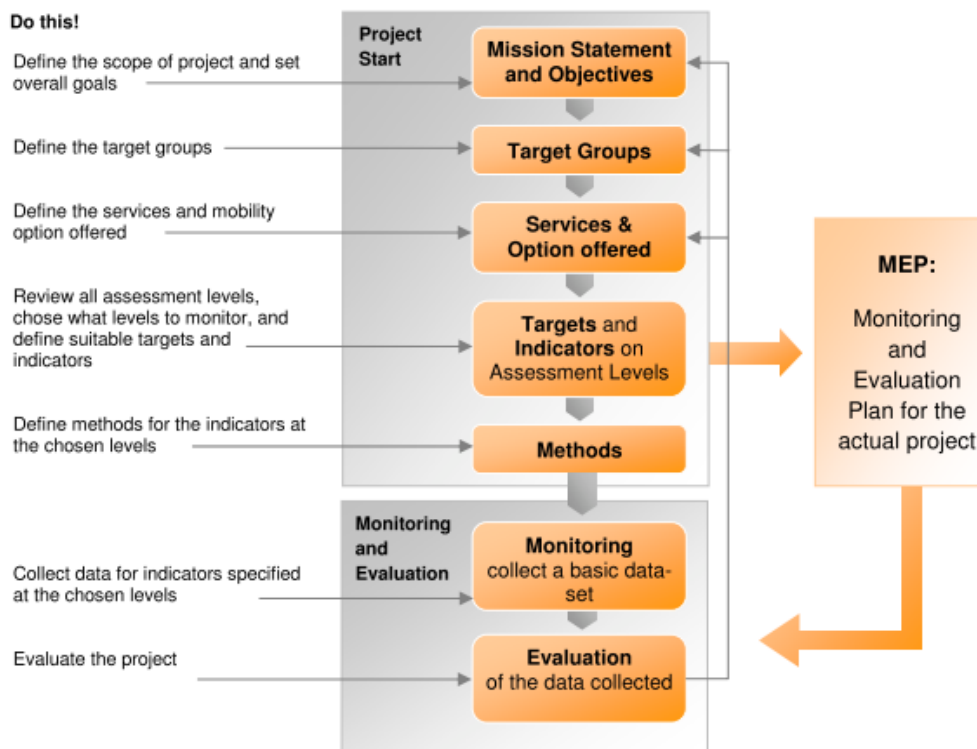 Do this!
Define the scope of project and set
overall goals
Define the target groups
Define the services and mobility
option offered
Review all assessment levels,
chose what levels to monitor, and
define suitable targets and
indicators
Define methods for the indicators at
the chosen levels
Collect data for indicators specified
at the chosen levels
Evaluate the project
Project
Start
Mission Statement
and Objectives
Target Groups
Services &
Option offered
Targets and
Indicators on
Assessment Levels
Methods
Monitoring
and
Evaluation
Monitoring
collect a basic data-
set
Evaluation
of the data collected
MEP:
Monitoring
and
Evaluation
Plan for the
actual project